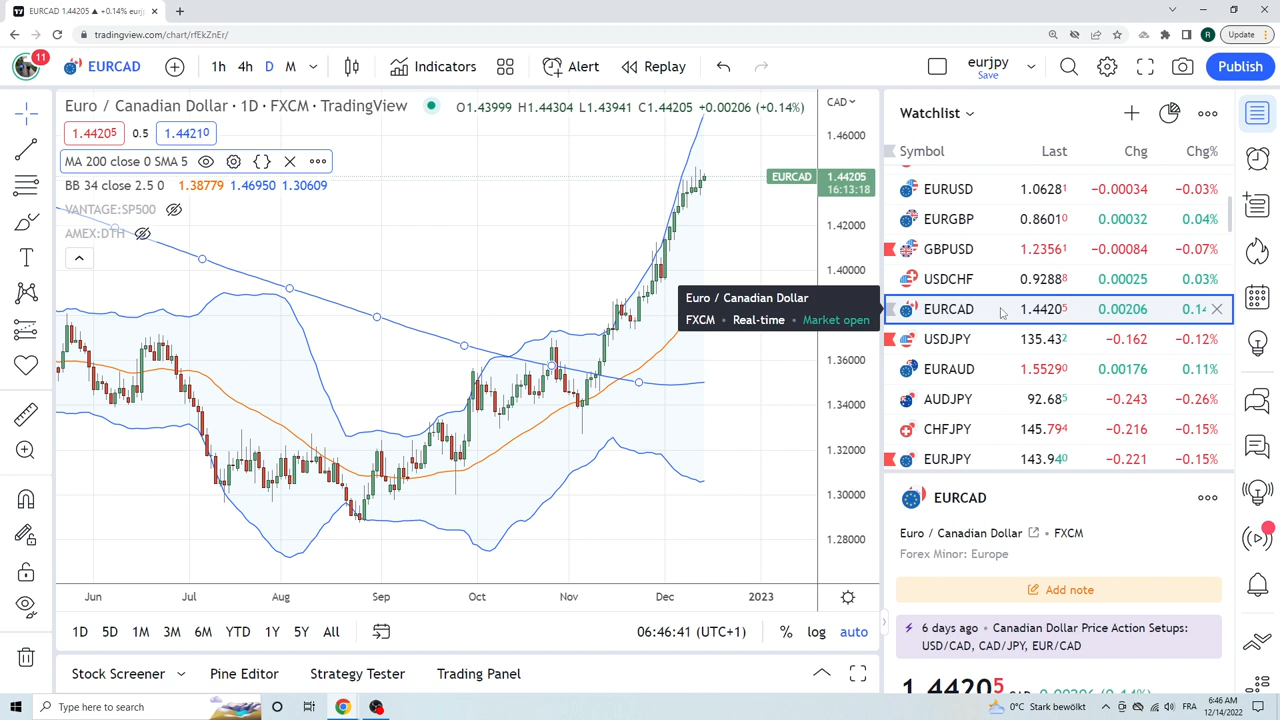 EURCAD 1.44205 ▲ +0.14% eurj
tradingview.com/chart/rfEkZnEr/
R
Update
11
EURCAD
1h 4h D M
Indicators
Alert
Replay
eurjpy
Save
Publish
Euro / Canadian Dollar · 1D · FXCM · TradingView
O1.43999 H1.44304 L1.43941 C1.44205 +0.00206 (+0.14%)
CAD
1.44205 0.5 1.44210
MA 200 close 0 SMA 5
BB 34 close 2.5 0 1.38779 1.46950 1.30609
VANTAGE:SP500
AMEX:DTH
1.46000
EURCAD 1.44205
16:13:18
1.42000
1.40000
1.36000
1.34000
1.32000
1.30000
1.28000
Euro / Canadian Dollar
FXCM • Real-time • Market open
Jun Jul Aug Sep Oct Nov Dec 2023
1D 5D 1M 3M 6M YTD 1Y 5Y All
06:46:41 (UTC+1) % log auto
Stock Screener Pine Editor Strategy Tester Trading Panel
Watchlist
Symbol Last Chg Chg%
EURUSD 1.06281 −0.00034 −0.03%
EURGBP 0.86010 0.00032 0.04%
GBPUSD 1.23561 −0.00084 −0.07%
USDCHF 0.92888 0.00025 0.03%
EURCAD 1.44205 0.00206 0.14
USDJPY 135.432 −0.162 −0.12%
EURAUD 1.55290 0.00176 0.11%
AUDJPY 92.685 −0.243 −0.26%
CHFJPY 145.794 −0.216 −0.15%
EURJPY 143.940 −0.221 −0.15%
EURCAD
Euro / Canadian Dollar • FXCM
Forex Minor: Europe
Add note
6 days ago • Canadian Dollar Price Action Setups:
USD/CAD, CAD/JPY, EUR/CAD
1.44205 CAD 0.00206 (0.14%)
Type here to search
0°C Stark bewölkt
FRA
6:46 AM
12/14/2022